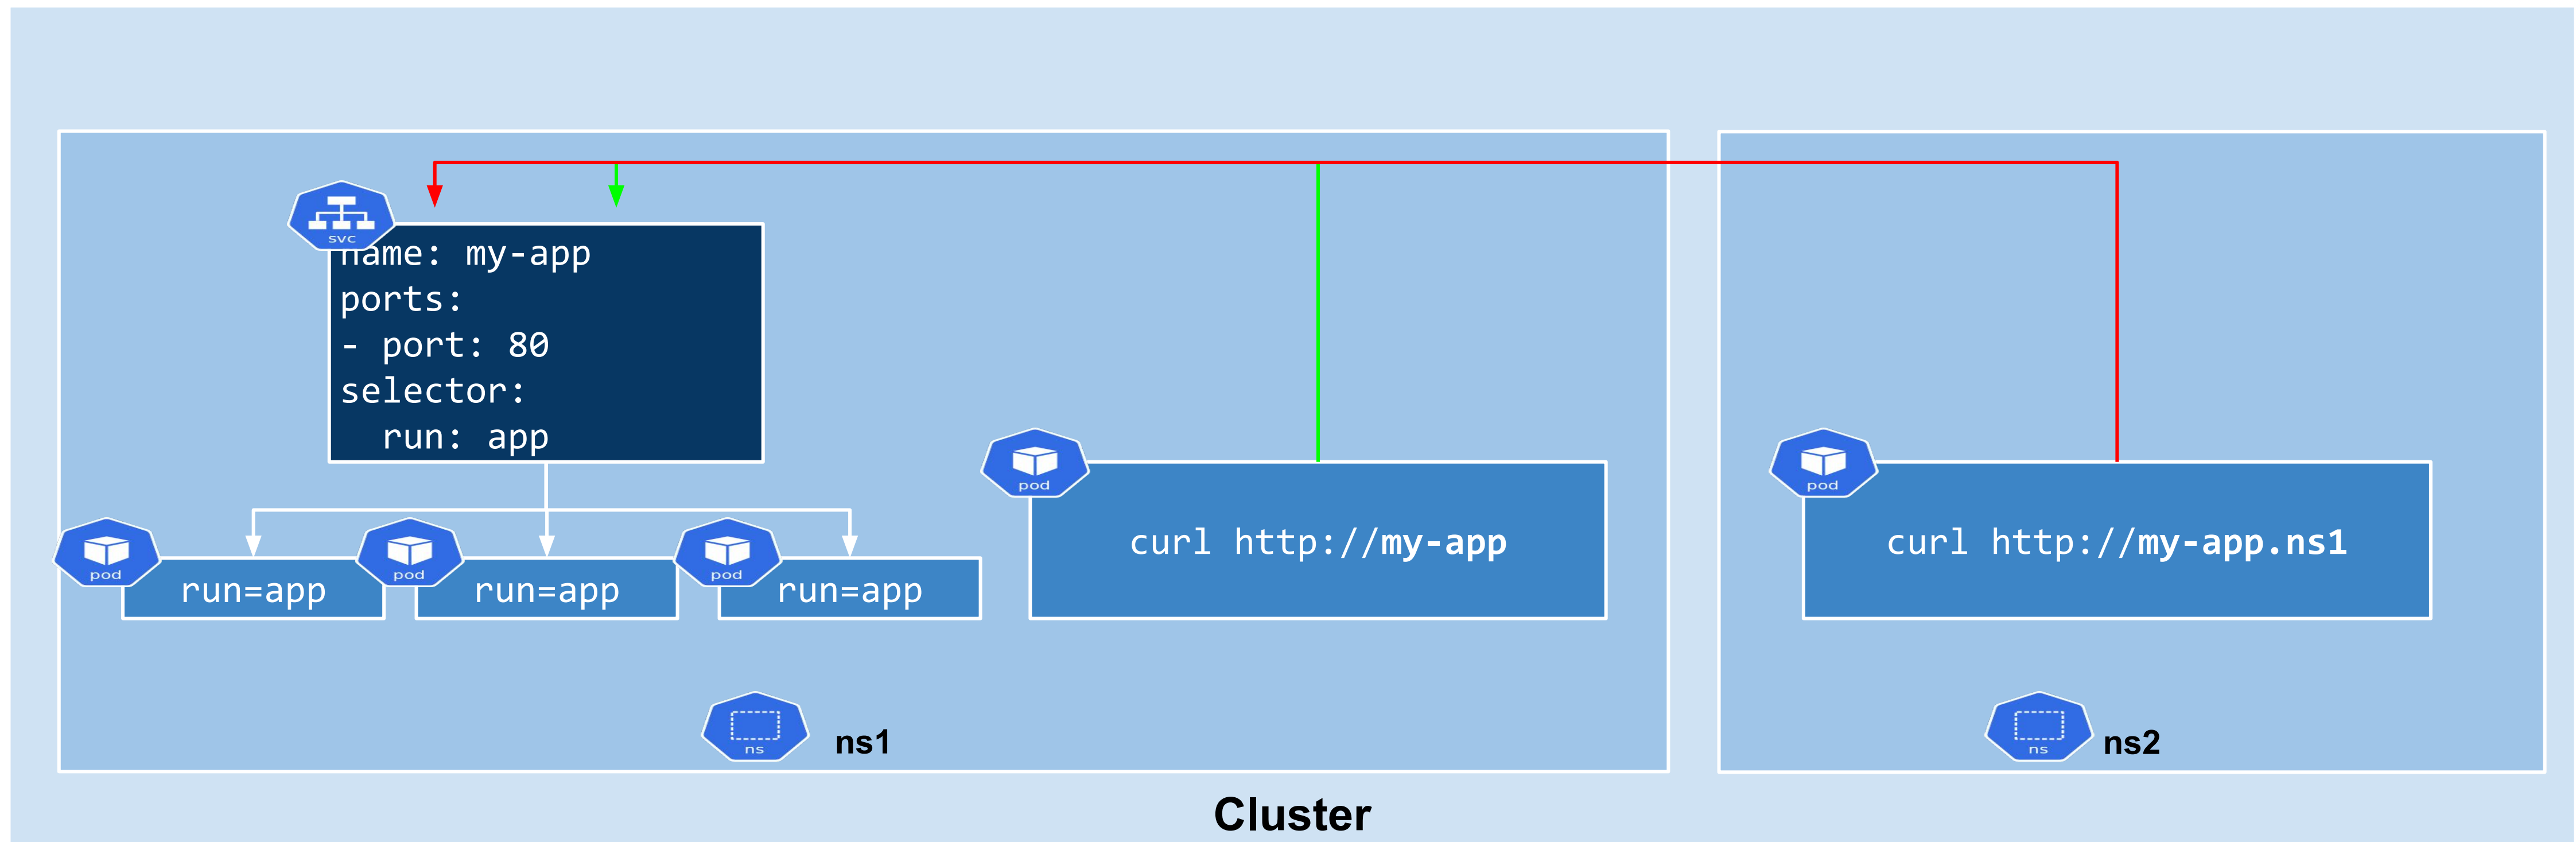 svc
name: my-app
ports:
- port: 80
selector:
run: app
pod
run=app
pod
run=app
pod
run=app
pod
curl http://my-app
pod
curl http://my-app.ns1
ns
ns1
ns
ns2
Cluster